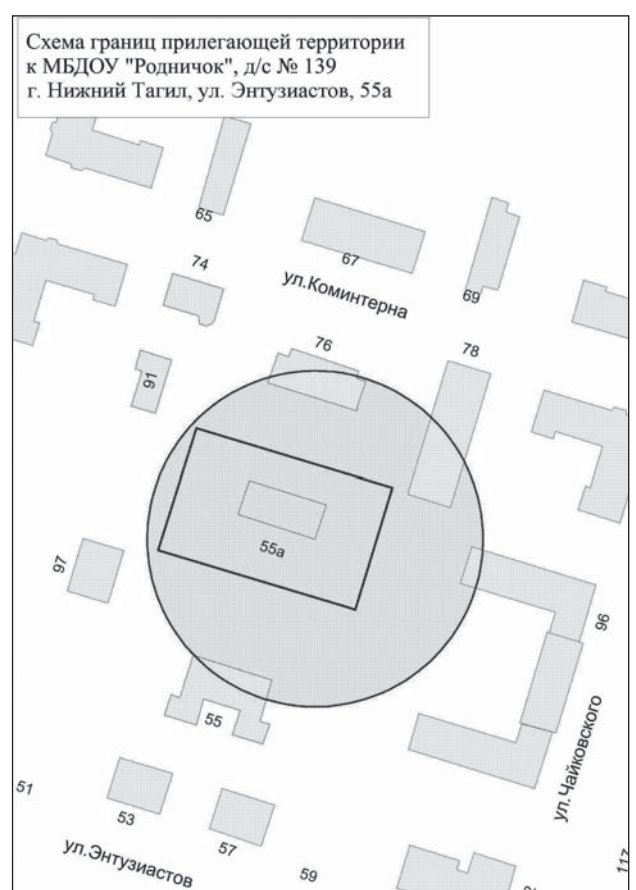 Схема границ прилегающей территории
к МБДОУ "Родничок", д/с № 139
г. Нижний Тагил, ул. Энтузиастов, 55а
65
67
74
69
ул.Коминтерна
76
78
91
55а
97
96
55
ул.Чайковского
51
53
57
59
ул.Энтузиастов
117